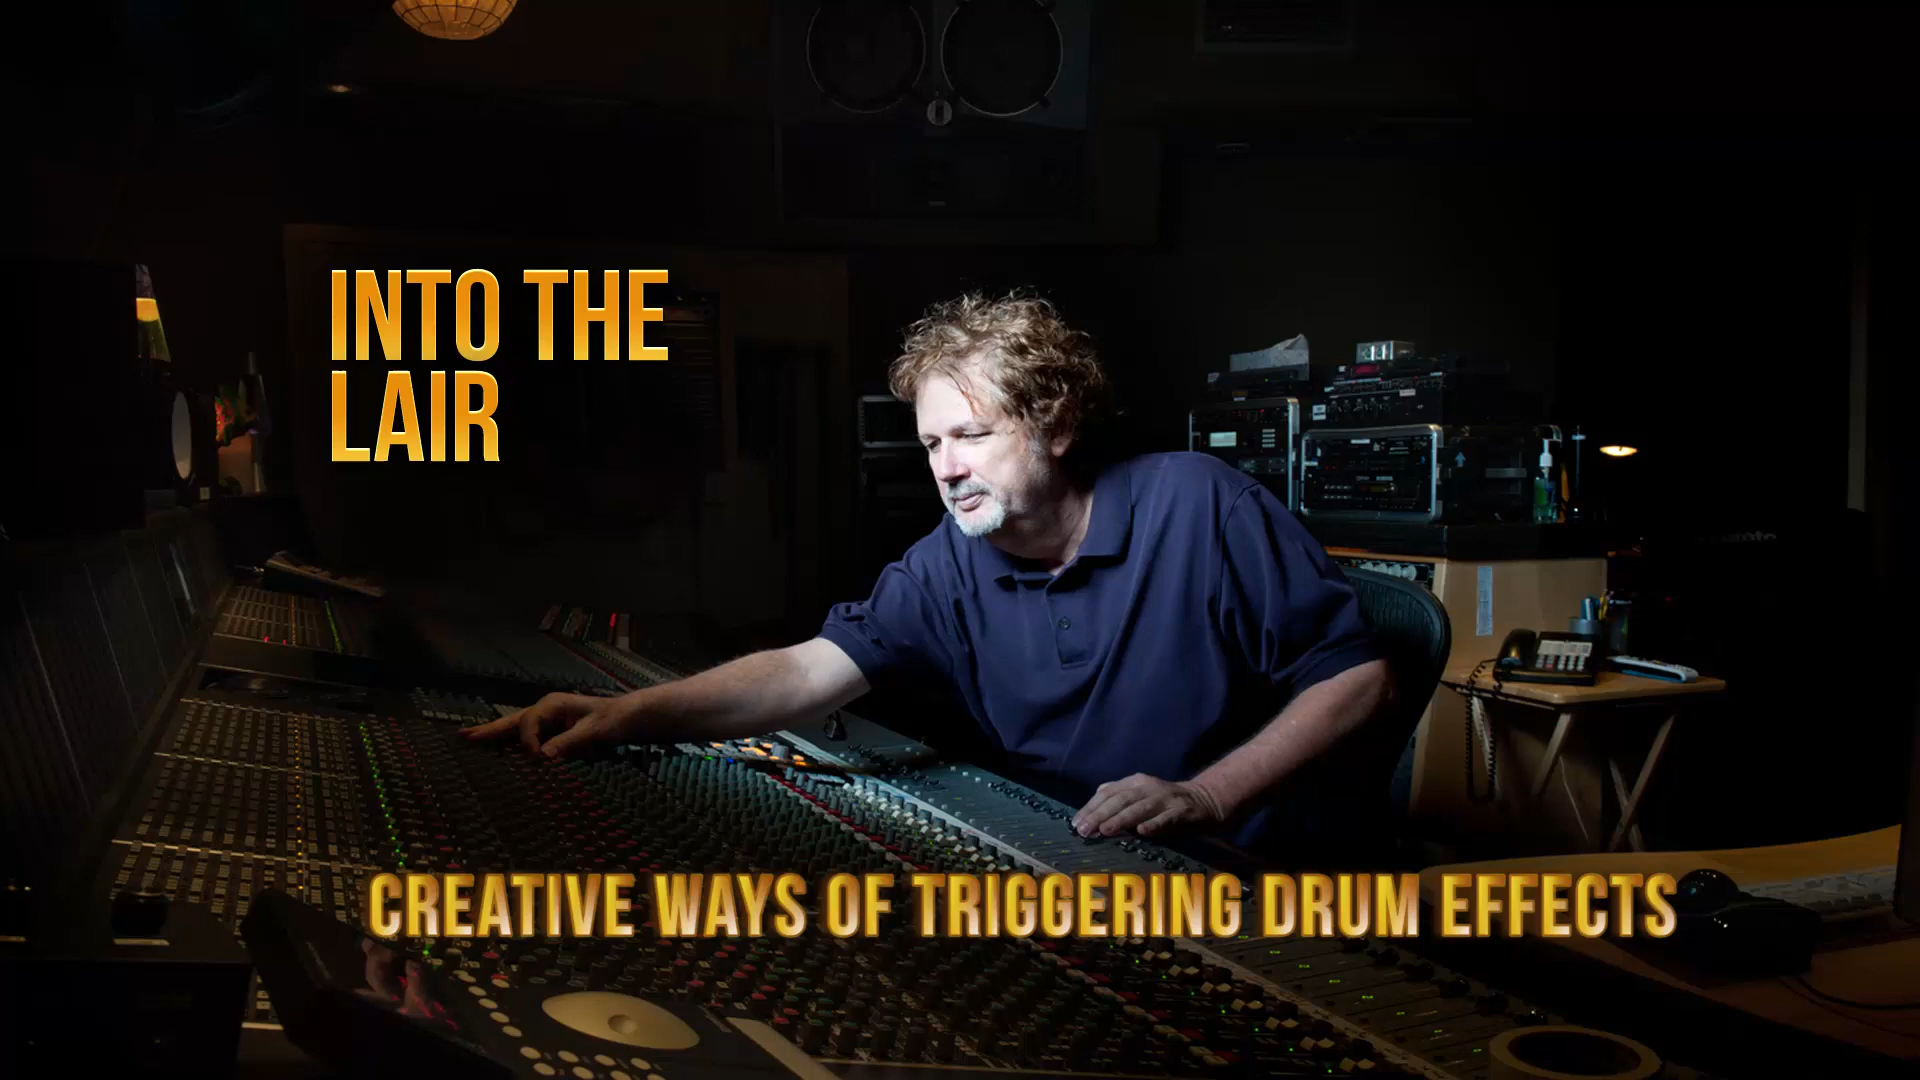 INTO THE
LAIR
CREATIVE WAYS OF TRIGGERING DRUM EFFECTS